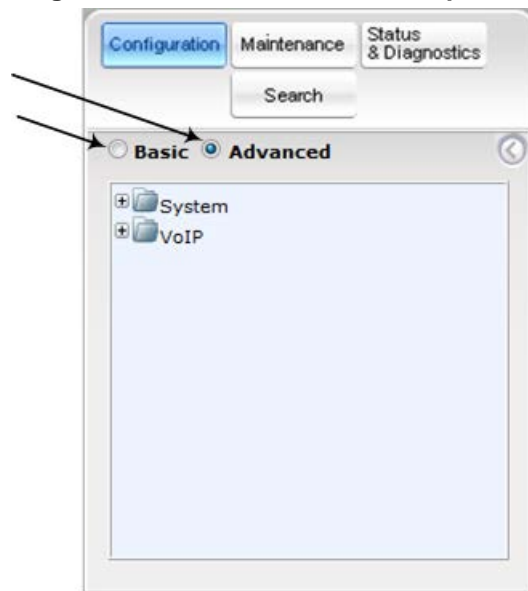 Configuration
Maintenance
Status
& Diagnostics
Search
Basic
Advanced
System
VoIP